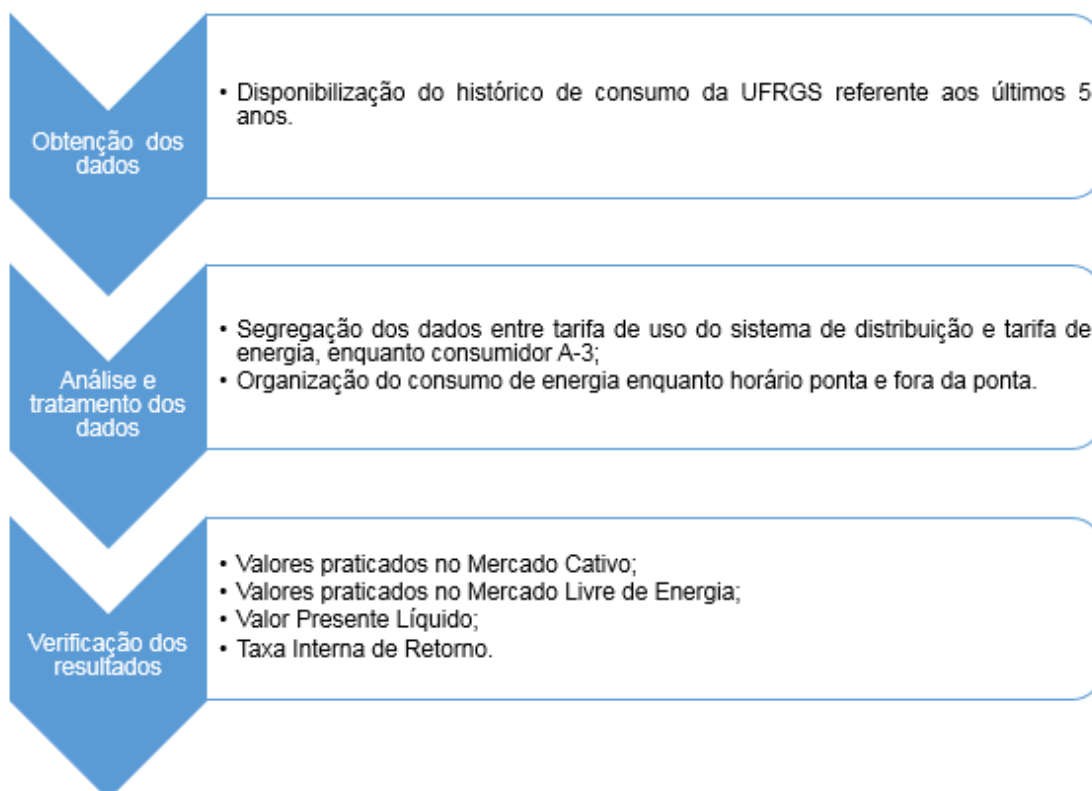 Obtenção dos
dados
• Disponibilização do histórico de consumo da UFRGS referente aos últimos 5
anos.
Análise e
tratamento dos
dados
• Segregação dos dados entre tarifa de uso do sistema de distribuição e tarifa de
energia, enquanto consumidor A-3;
• Organização do consumo de energia enquanto horário ponta e fora da ponta.
Verificação dos
resultados
• Valores praticados no Mercado Cativo;
• Valores praticados no Mercado Livre de Energia;
• Valor Presente Líquido;
• Taxa Interna de Retorno.